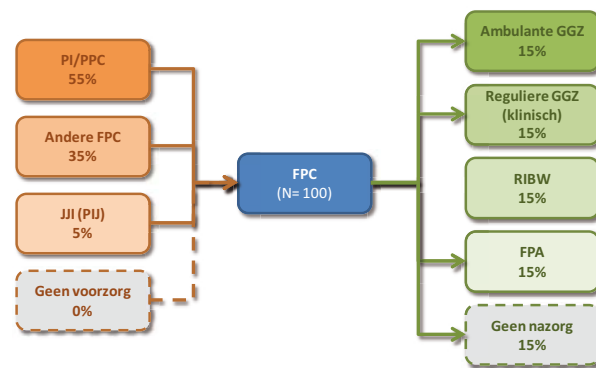 PI/PPC
55%
Andere FPC
35%
JJI (PIJ)
5%
Geen voorzorg
0%
FPC
(N= 100)
Ambulante GGZ
15%
Reguliere GGZ
(klinisch)
15%
RIBW
15%
FPA
15%
Geen nazorg
15%